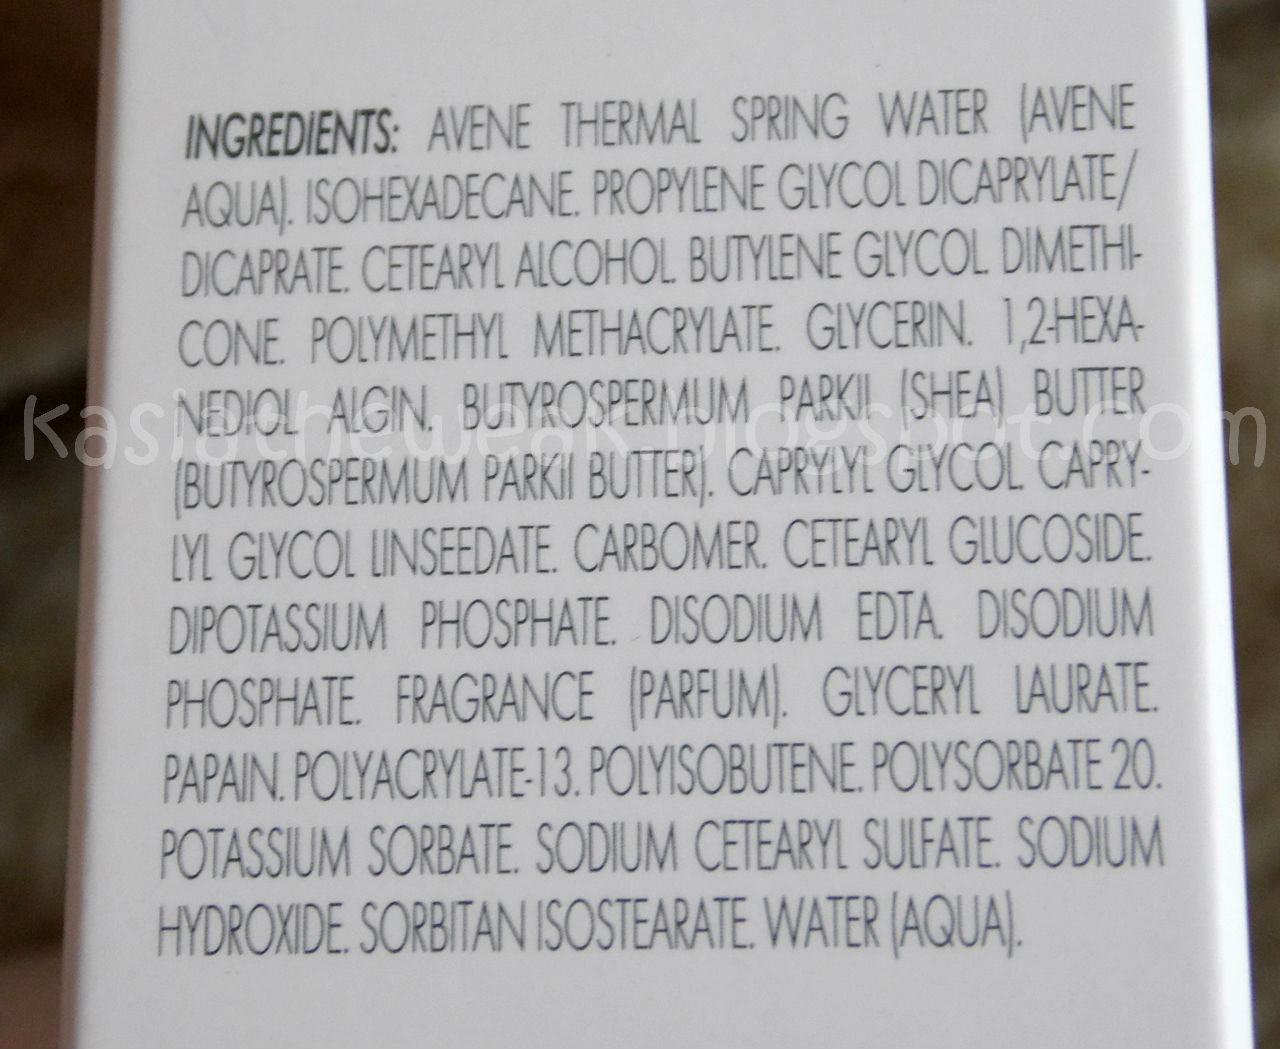 INGREDIENTS: AVENE THERMAL SPRING WATER (AVENE
AQUA). ISOHEXADECANE. PROPYLENE GLYCOL DICAPRYLATE/
DICAPRATE. CETEARYL ALCOHOL. BUTYLENE GLYCOL. DIMETHI-
CONE. POLYMETHYL METHACRYLATE. GLYCERIN. 1,2-HEXA-
NEDIOL. ALGIN. BUTYROSPERMUM PARKII (SHEA) BUTTER
kasiatheweak.blogspot.com
(BUTYROSPERMUM PARKII BUTTER). CAPRYLYL GLYCOL. CAPRY-
LYL GLYCOL LINSEEDATE. CARBOMER. CETEARYL GLUCOSIDE.
DIPOTASSIUM PHOSPHATE. DISODIUM EDTA. DISODIUM
PHOSPHATE. FRAGRANCE (PARFUM). GLYCERYL LAURATE.
PAPAIN. POLYACRYLATE-13. POLYISOBUTENE. POLYSORBATE 20.
POTASSIUM SORBATE. SODIUM CETEARYL SULFATE. SODIUM
HYDROXIDE. SORBITAN ISOSTEARATE. WATER (AQUA).